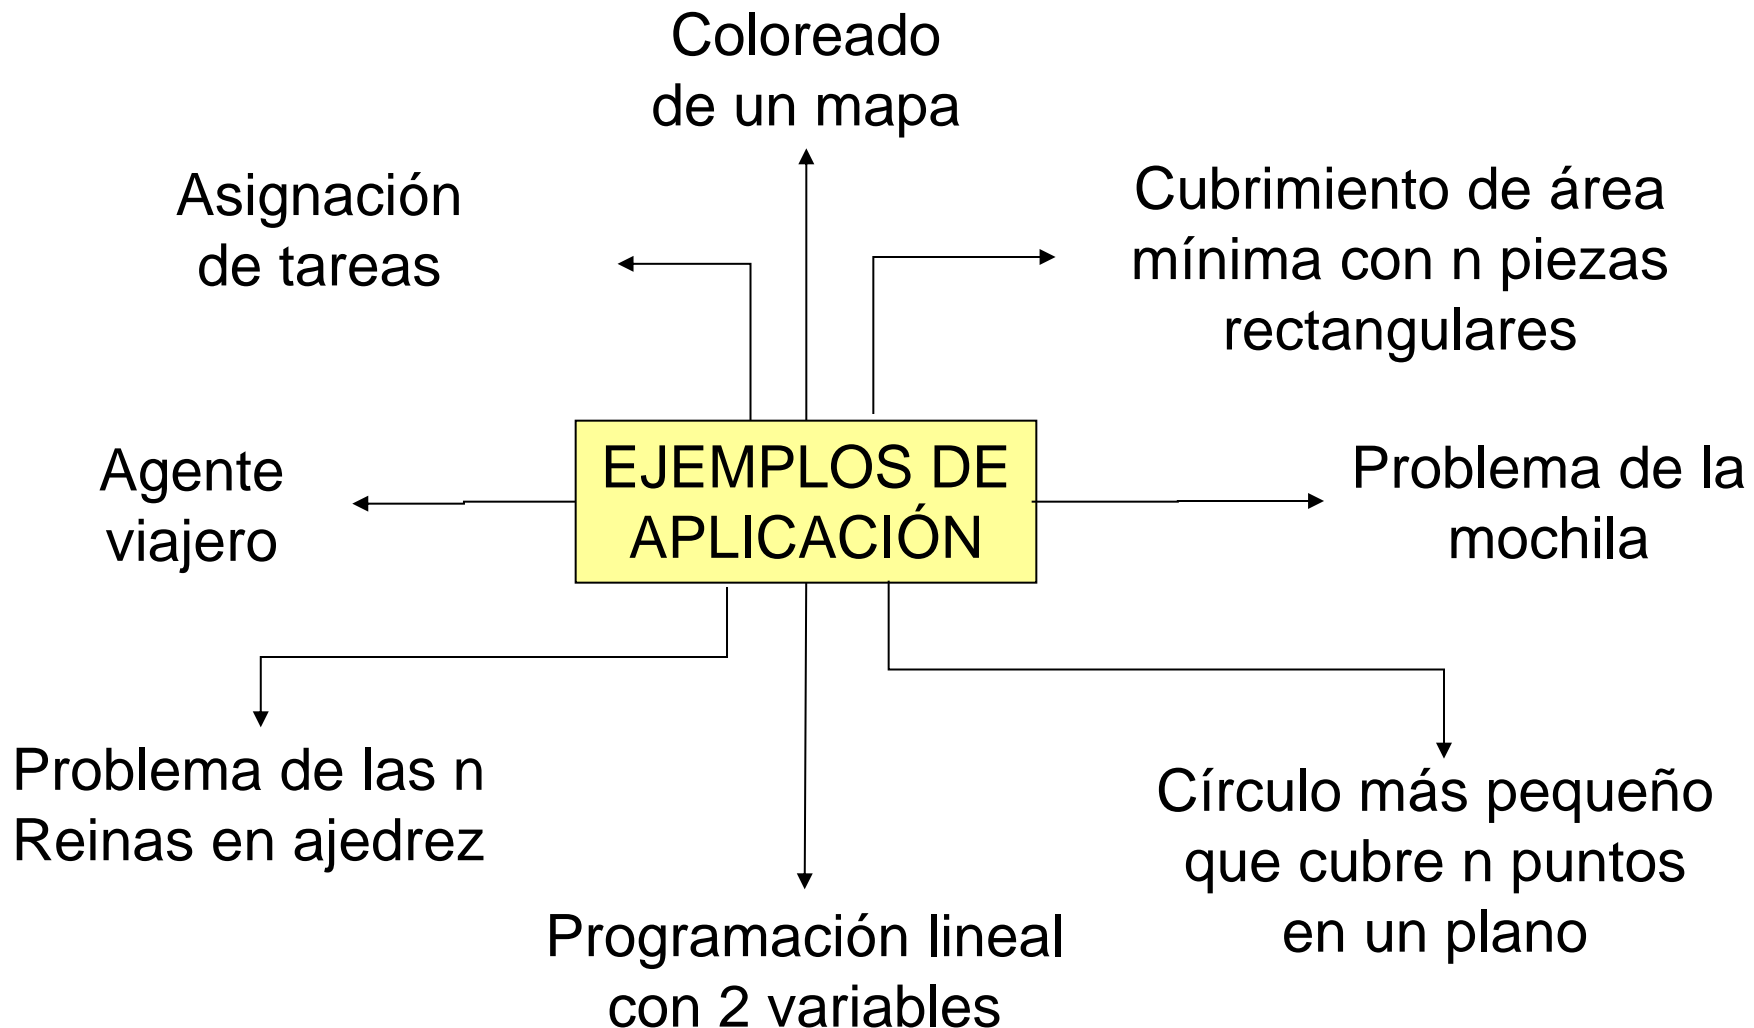 Coloreado
de un mapa
Asignación
de tareas
Cubrimiento de área
mínima con n piezas
rectangulares
EJEMPLOS DE
APLICACIÓN
Agente
viajero
Problema de la
mochila
Problema de las n
Reinas en ajedrez
Círculo más pequeño
que cubre n puntos
en un plano
Programación lineal
con 2 variables